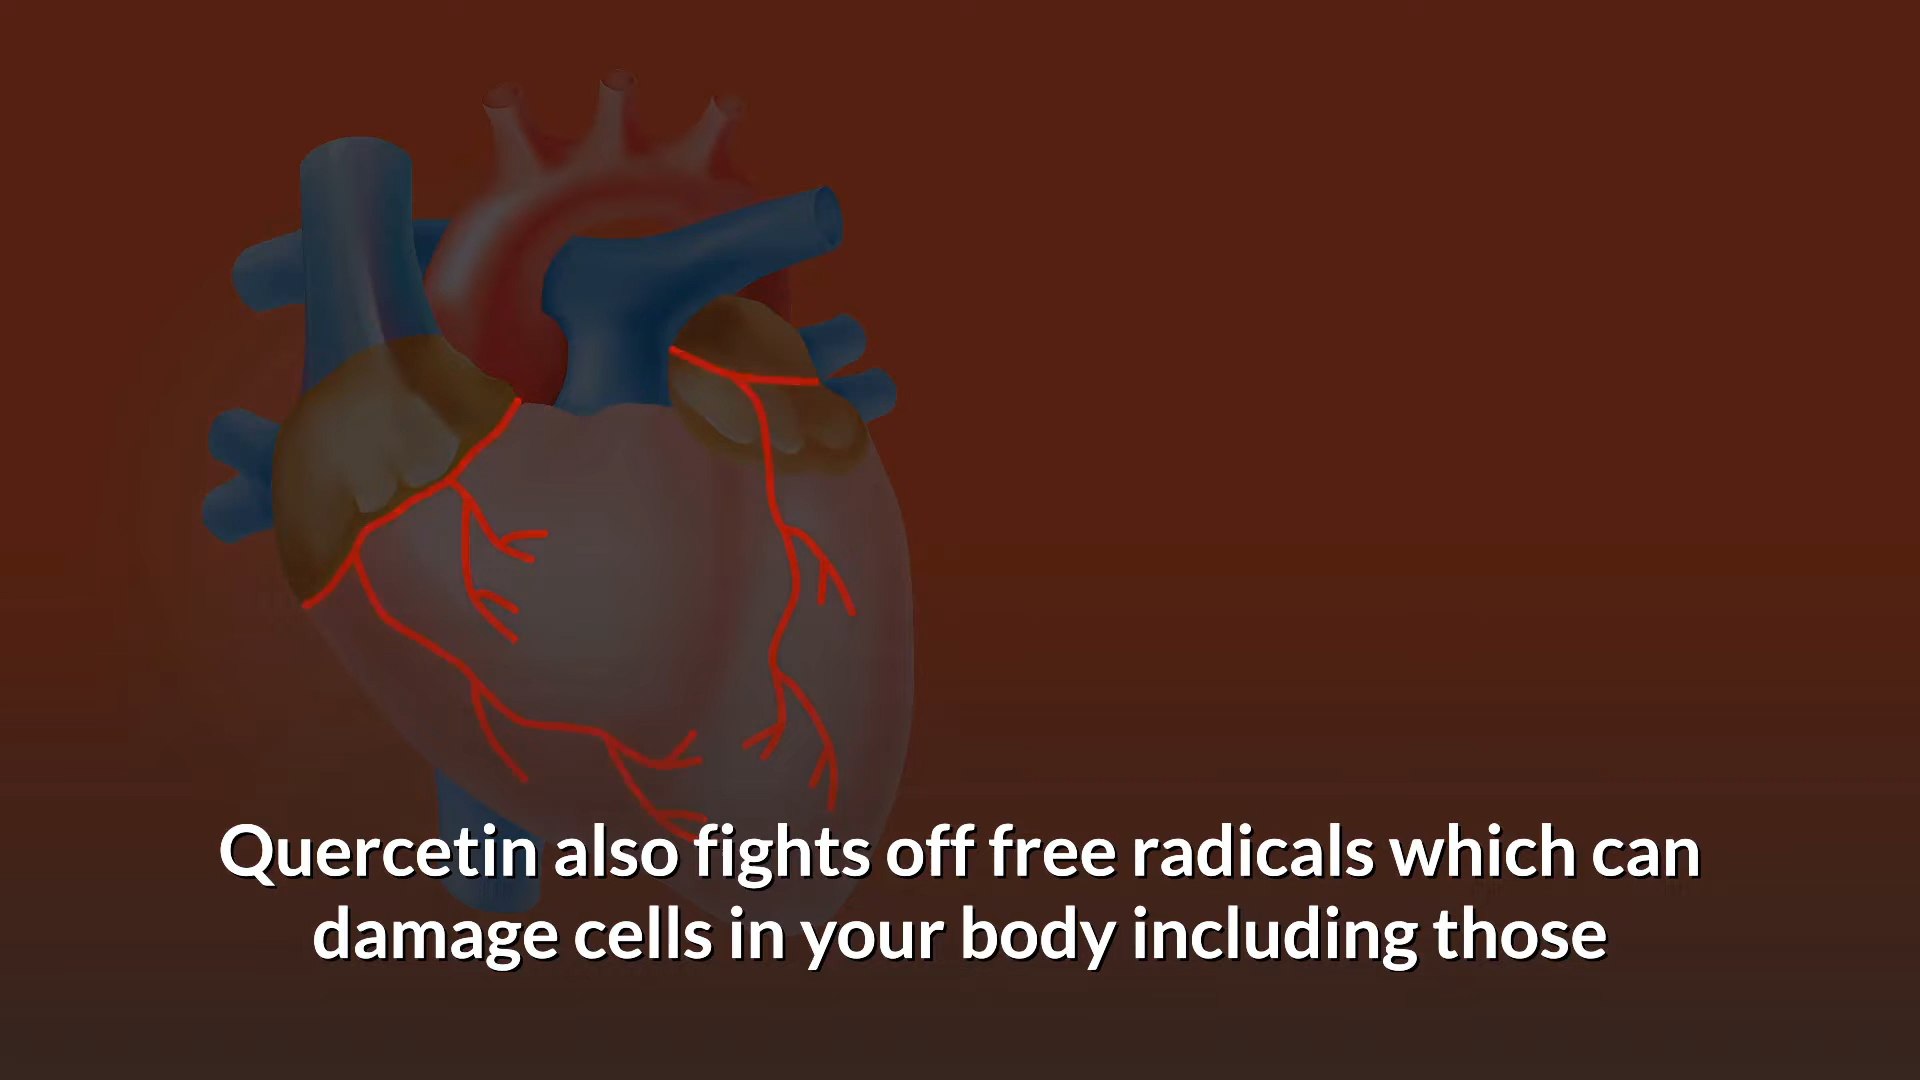 Quercetin also fights off free radicals which can
damage cells in your body including those